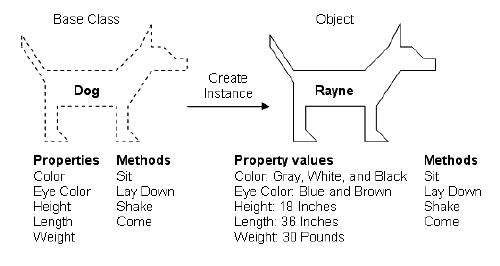 Base Class
Object
Dog
Create
Instance
Rayne
Properties
Color
Eye Color
Height
Length
Weight
Methods
Sit
Lay Down
Shake
Come
Property values
Color: Gray, White, and Black
Eye Color: Blue and Brown
Height: 18 Inches
Length: 36 Inches
Weight: 30 Pounds
Methods
Sit
Lay Down
Shake
Come